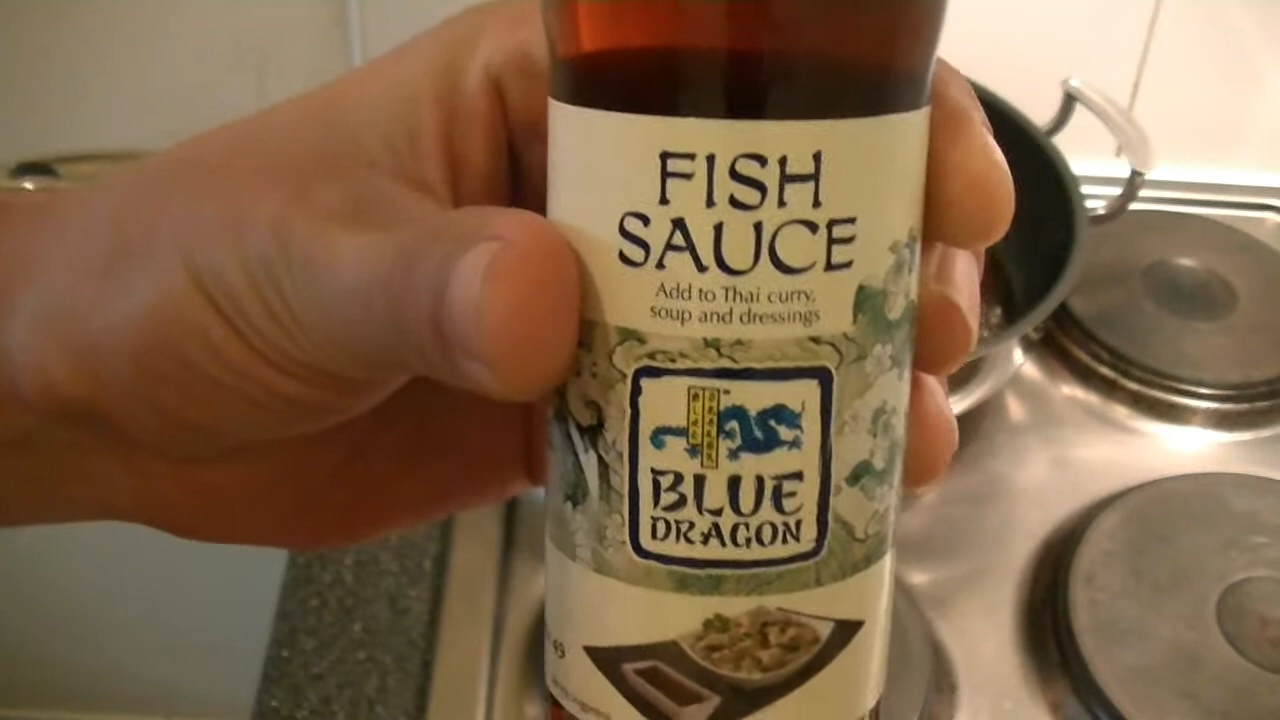 FISH
SAUCE
Add to Thai curry,
soup and dressings
BLUE
DRAGON